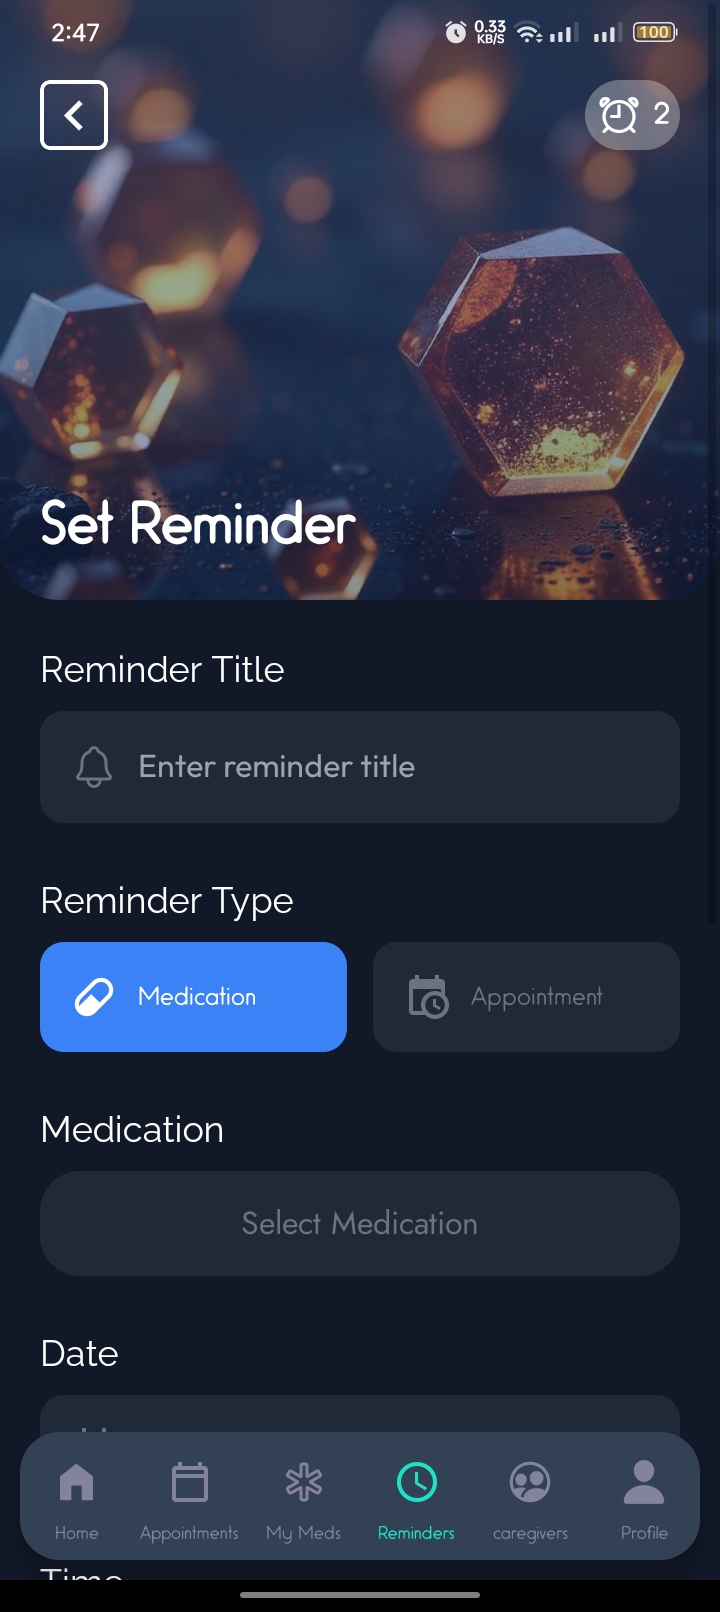 2:47
0.33
KB/S
100
2
Set Reminder
Reminder Title
Enter reminder title
Reminder Type
Medication
Appointment
Medication
Select Medication
Date
Home
Appointments
My Meds
Reminders
caregivers
Profile
Time